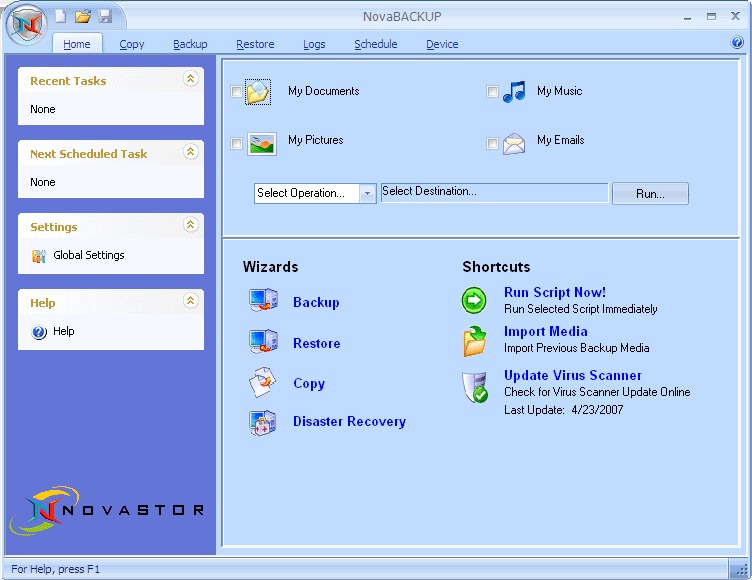 NovaBACKUP
Home Copy Backup Restore Logs Schedule Device
Recent Tasks
None
Next Scheduled Task
None
Settings
Global Settings
Help
Help
NOVASTOR
My Documents
My Music
My Pictures
My Emails
Select Operation... Select Destination... Run...
Wizards
Backup
Restore
Copy
Disaster Recovery
Shortcuts
Run Script Now!
Run Selected Script Immediately
Import Media
Import Previous Backup Media
Update Virus Scanner
Check for Virus Scanner Update Online
Last Update: 4/23/2007
For Help, press F1